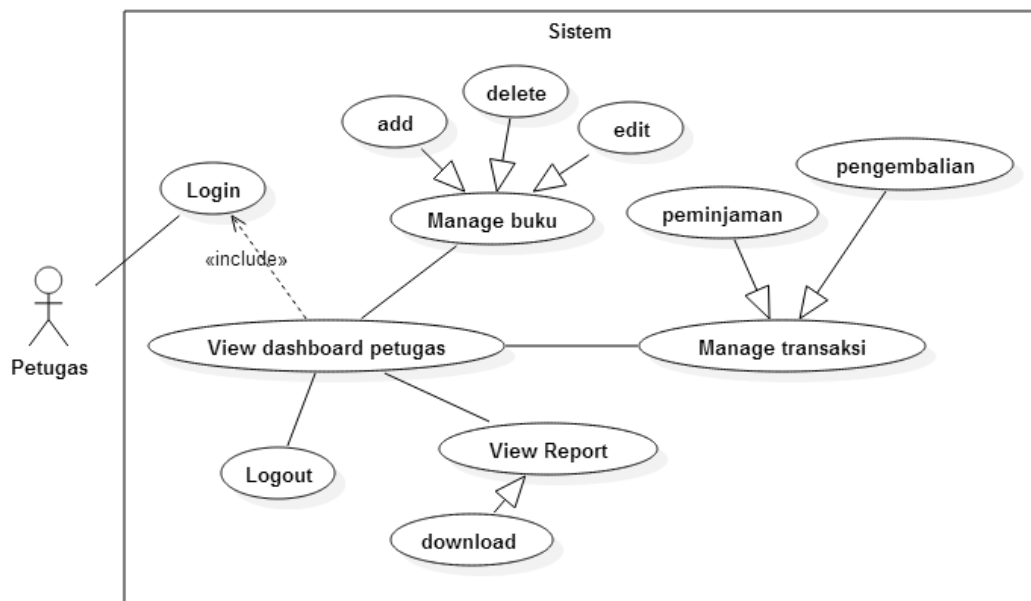 Sistem
delete
add
edit
pengembalian
Login
peminjaman
Manage buku
«include»
View dashboard petugas
Manage transaksi
Petugas
View Report
Logout
download